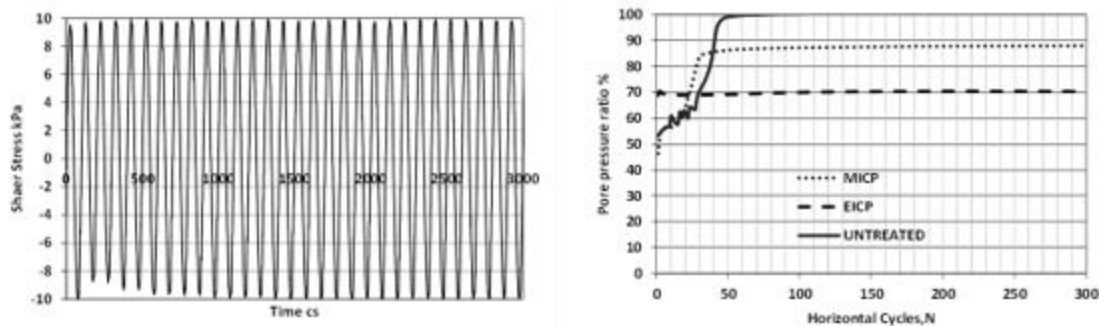 10
8
6
4
2
0
-2
-4
-6
-8
-10
0 500 1000 1500 2000 2500 3000
Shaer Stress kPa
Time cs
100
90
80
70
60
50
40
30
20
10
0
Pore pressure ratio %
MICP
EICP
UNTREATED
0 50 100 150 200 250 300
Horizontal Cycles,N